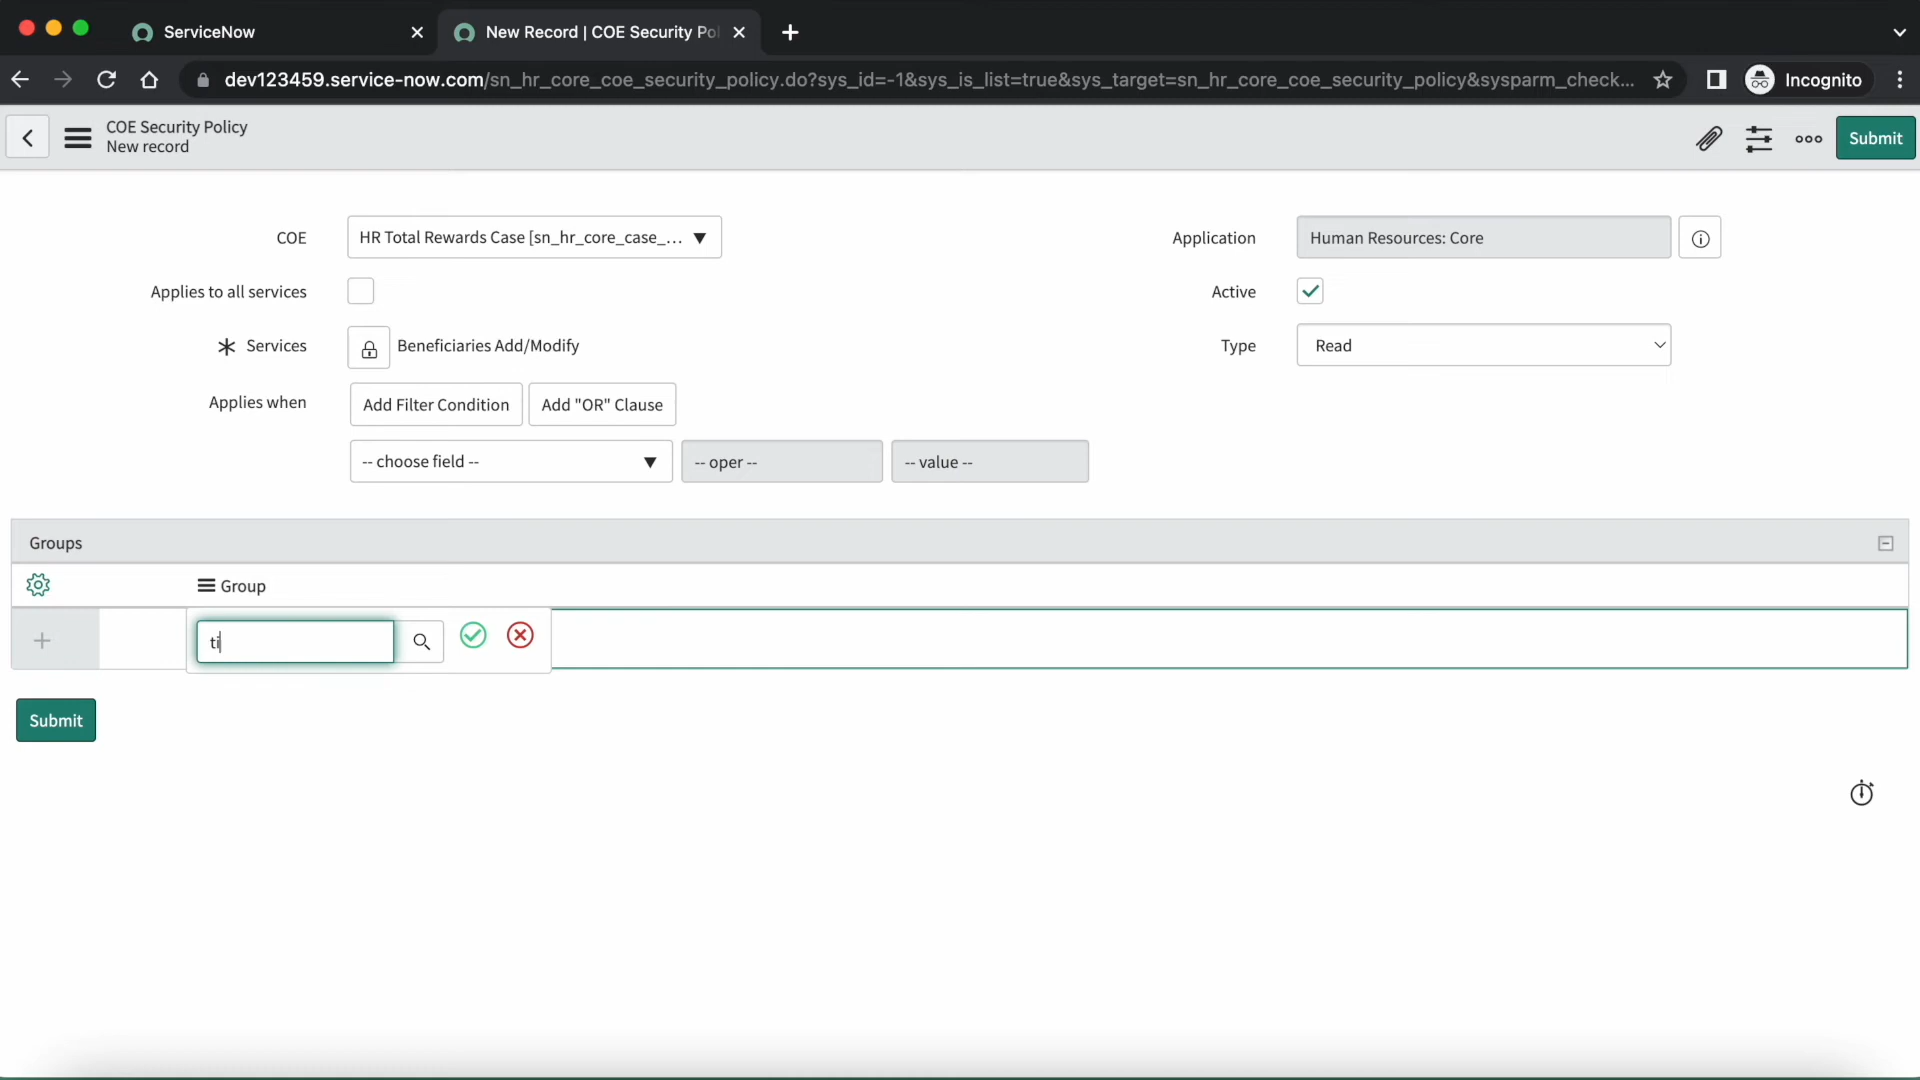 ServiceNow
New Record | COE Security Pol
dev123459.service-now.com/sn_hr_core_coe_security_policy.do?sys_id=-1&sys_is_list=true&sys_target=sn_hr_core_coe_security_policy&sysparm_check...
Incognito
COE Security Policy
New record
Submit
COE
HR Total Rewards Case [sn_hr_core_case_...
Application
Human Resources: Core
Applies to all services
Active
Services
Beneficiaries Add/Modify
Type
Read
Applies when
Add Filter Condition
Add "OR" Clause
-- choose field --
-- oper --
-- value --
Groups
Group
ti
Submit